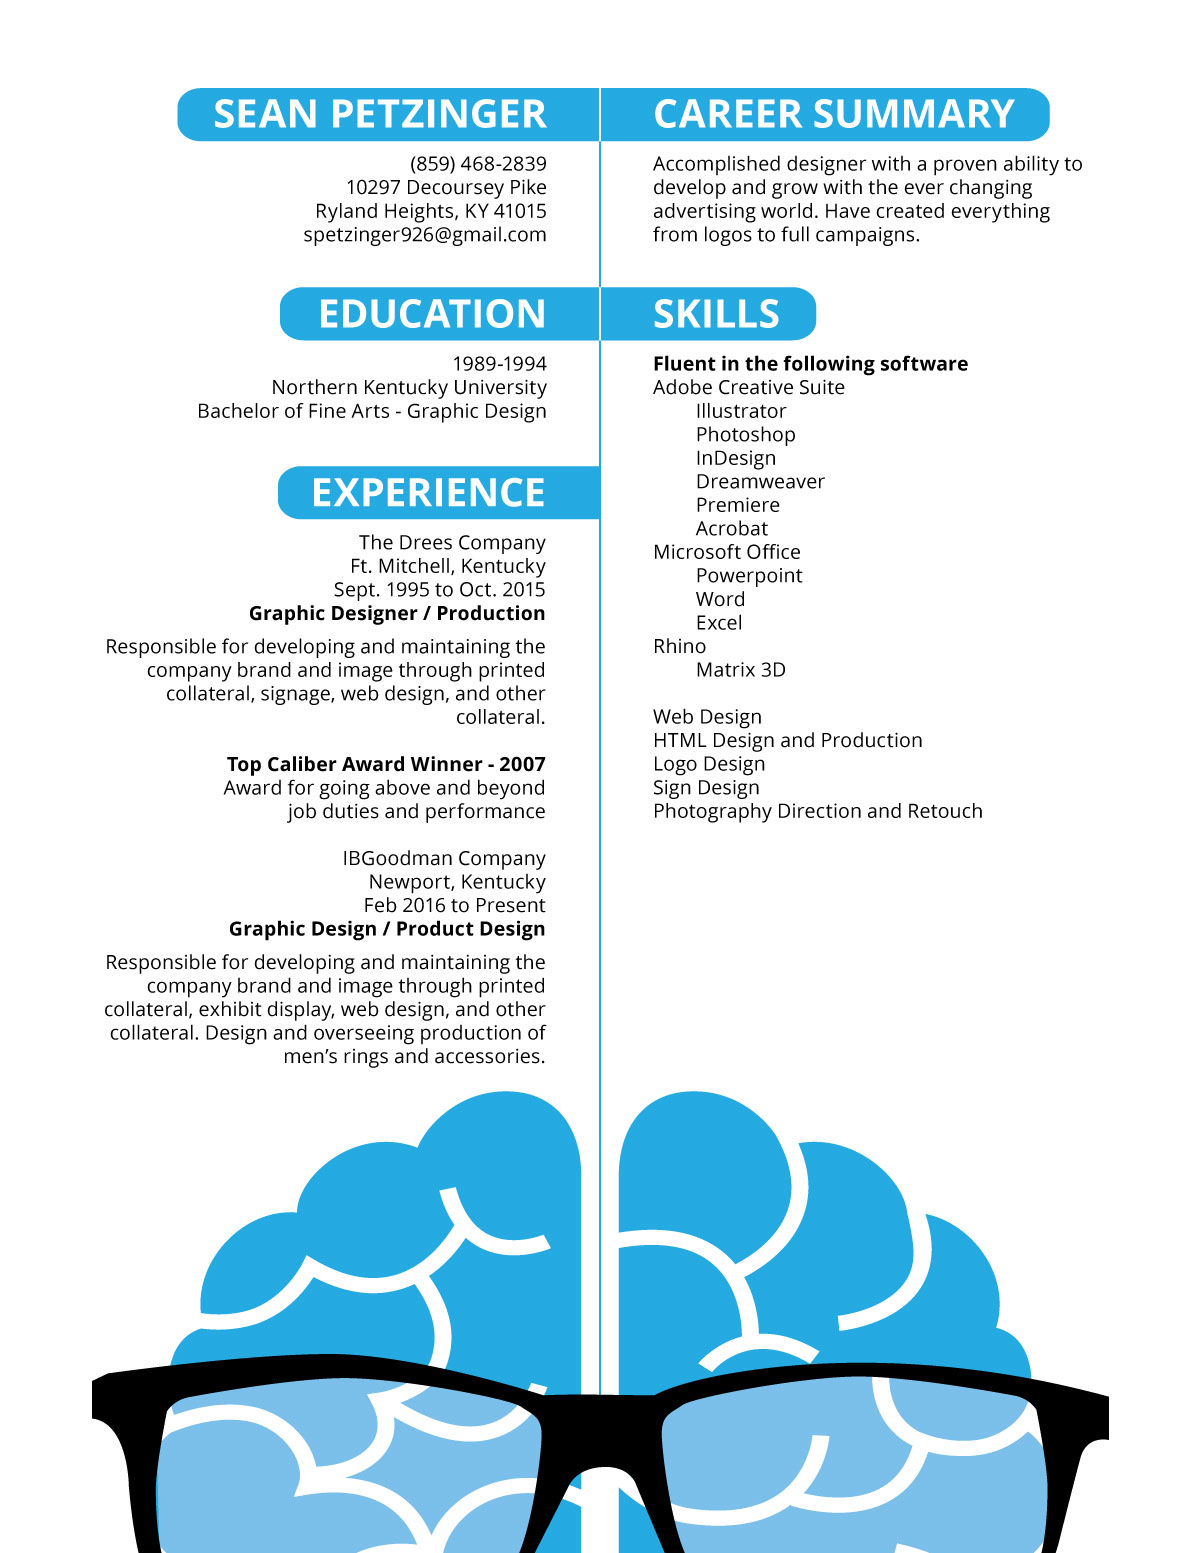 SEAN PETZINGER
(859) 468-2839
10297 Decoursey Pike
Ryland Heights, KY 41015
spetzinger926@gmail.com
EDUCATION
1989-1994
Northern Kentucky University
Bachelor of Fine Arts - Graphic Design
EXPERIENCE
The Drees Company
Ft. Mitchell, Kentucky
Sept. 1995 to Oct. 2015
Graphic Designer / Production
Responsible for developing and maintaining the
company brand and image through printed
collateral, signage, web design, and other
collateral.
Top Caliber Award Winner - 2007
Award for going above and beyond
job duties and performance
IBGoodman Company
Newport, Kentucky
Feb 2016 to Present
Graphic Design / Product Design
Responsible for developing and maintaining the
company brand and image through printed
collateral, exhibit display, web design, and other
collateral. Design and overseeing production of
men’s rings and accessories.
CAREER SUMMARY
Accomplished designer with a proven ability to
develop and grow with the ever changing
advertising world. Have created everything
from logos to full campaigns.
SKILLS
Fluent in the following software
Adobe Creative Suite
Illustrator
Photoshop
InDesign
Dreamweaver
Premiere
Acrobat
Microsoft Office
Powerpoint
Word
Excel
Rhino
Matrix 3D
Web Design
HTML Design and Production
Logo Design
Sign Design
Photography Direction and Retouch